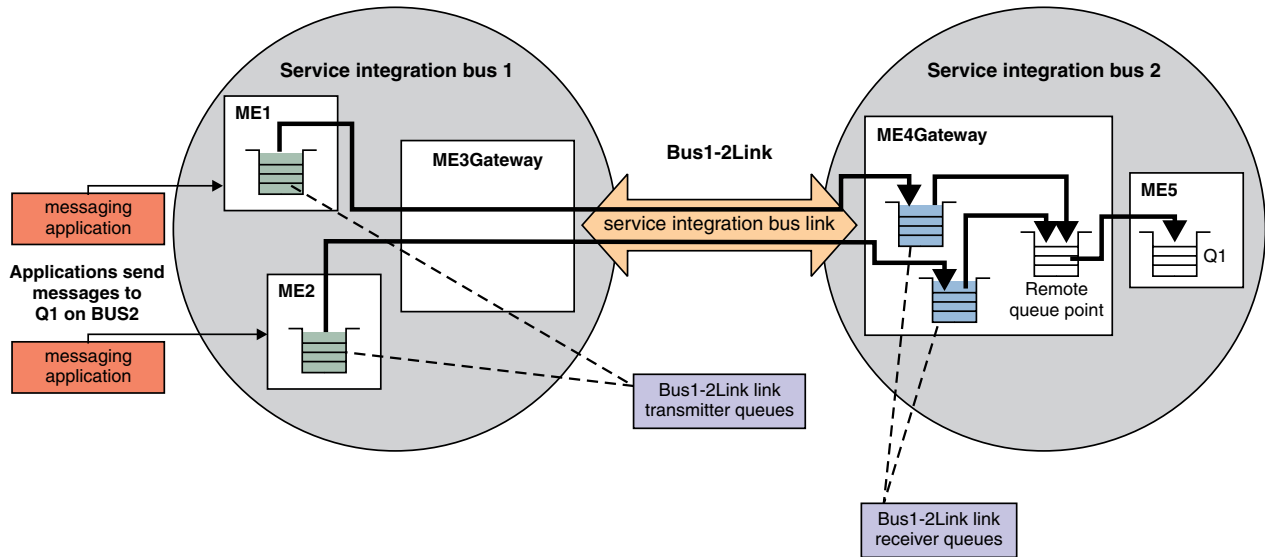 Service integration bus 1
Service integration bus 2
ME1
ME3Gateway
Bus1-2Link
ME4Gateway
ME5
messaging
application
service integration bus link
Q1
Applications send
messages to
Q1 on BUS2
ME2
Remote
queue point
messaging
application
Bus1-2Link link
transmitter queues
Bus1-2Link link
receiver queues